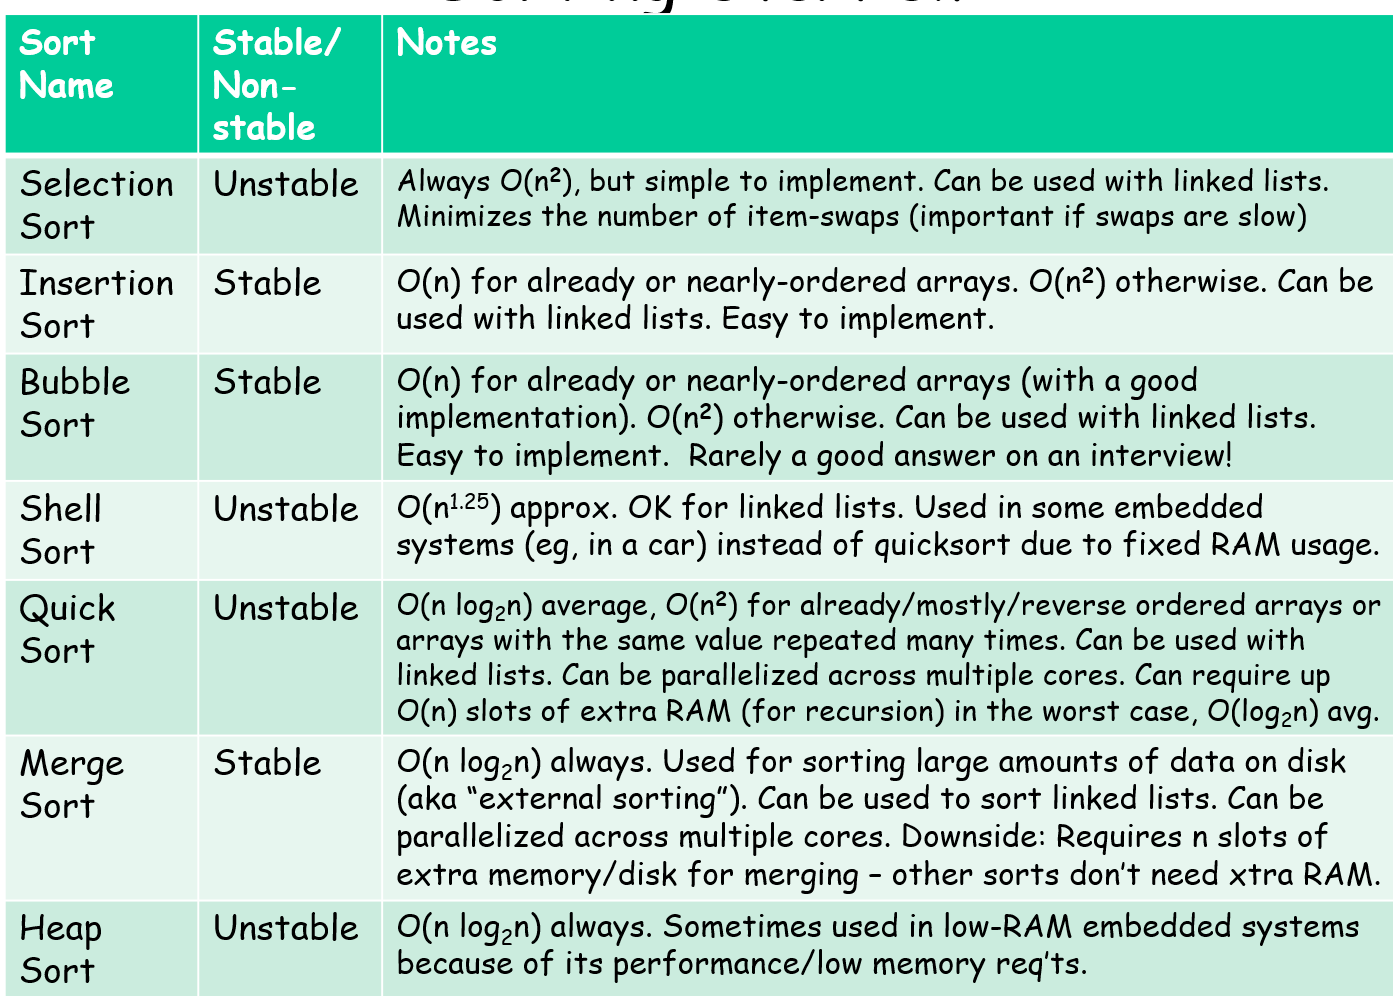 Sort
Name
Stable/
Non-
stable
Notes
Selection
Sort
Unstable
Always O(n²), but simple to implement. Can be used with linked lists.
Minimizes the number of item-swaps (important if swaps are slow)
Insertion
Sort
Stable
O(n) for already or nearly-ordered arrays. O(n²) otherwise. Can be
used with linked lists. Easy to implement.
Bubble
Sort
Stable
O(n) for already or nearly-ordered arrays (with a good
implementation). O(n²) otherwise. Can be used with linked lists.
Easy to implement.  Rarely a good answer on an interview!
Shell
Sort
Unstable
O(n¹·²⁵) approx. OK for linked lists. Used in some embedded
systems (eg, in a car) instead of quicksort due to fixed RAM usage.
Quick
Sort
Unstable
O(n log₂n) average, O(n²) for already/mostly/reverse ordered arrays or
arrays with the same value repeated many times. Can be used with
linked lists. Can be parallelized across multiple cores. Can require up
O(n) slots of extra RAM (for recursion) in the worst case, O(log₂n) avg.
Merge
Sort
Stable
O(n log₂n) always. Used for sorting large amounts of data on disk
(aka “external sorting”). Can be used to sort linked lists. Can be
parallelized across multiple cores. Downside: Requires n slots of
extra memory/disk for merging – other sorts don’t need xtra RAM.
Heap
Sort
Unstable
O(n log₂n) always. Sometimes used in low-RAM embedded systems
because of its performance/low memory req’ts.